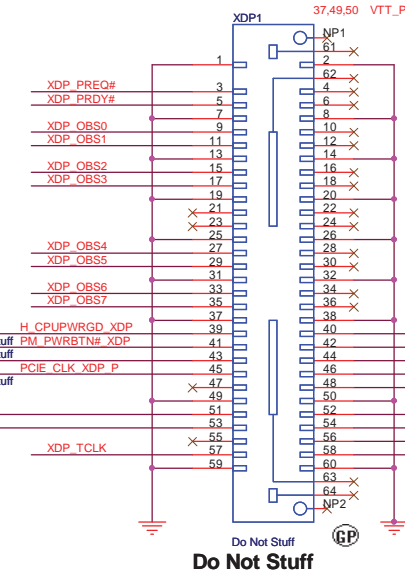 37,49,50 VTT_P
XDP1
NP1
61
1 2
62
XDP_PREQ# 3 4
XDP_PRDY# 5 6
7 8
XDP_OBS0 9 10
XDP_OBS1 11 12
13 14
XDP_OBS2 15 16
XDP_OBS3 17 18
19 20
21 22
23 24
25 26
XDP_OBS4 27 28
XDP_OBS5 29 30
31 32
XDP_OBS6 33 34
XDP_OBS7 35 36
37 38
H_CPUPWRGD_XDP 39 40
uff PM_PWRBTN#_XDP 41 42
uff 43 44
PCIE_CLK_XDP_P 45 46
uff 47 48
49 50
51 52
53 54
55 56
XDP_TCLK 57 58
59 60
63
64
NP2
Do Not Stuff
GP
Do Not Stuff